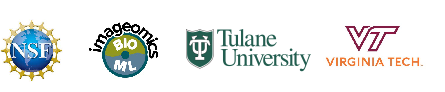 NSF
imageomics
BIO
ML
Tulane
University
VT
VIRGINIA TECH.